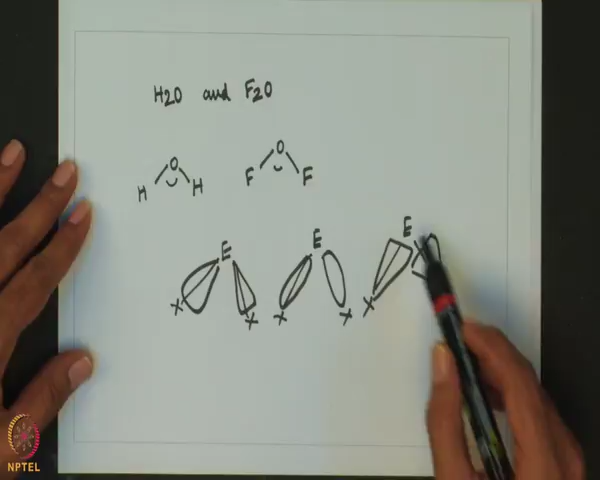 H2O and F2O
O O
H H F F
E E E
X X X X X
NPTEL